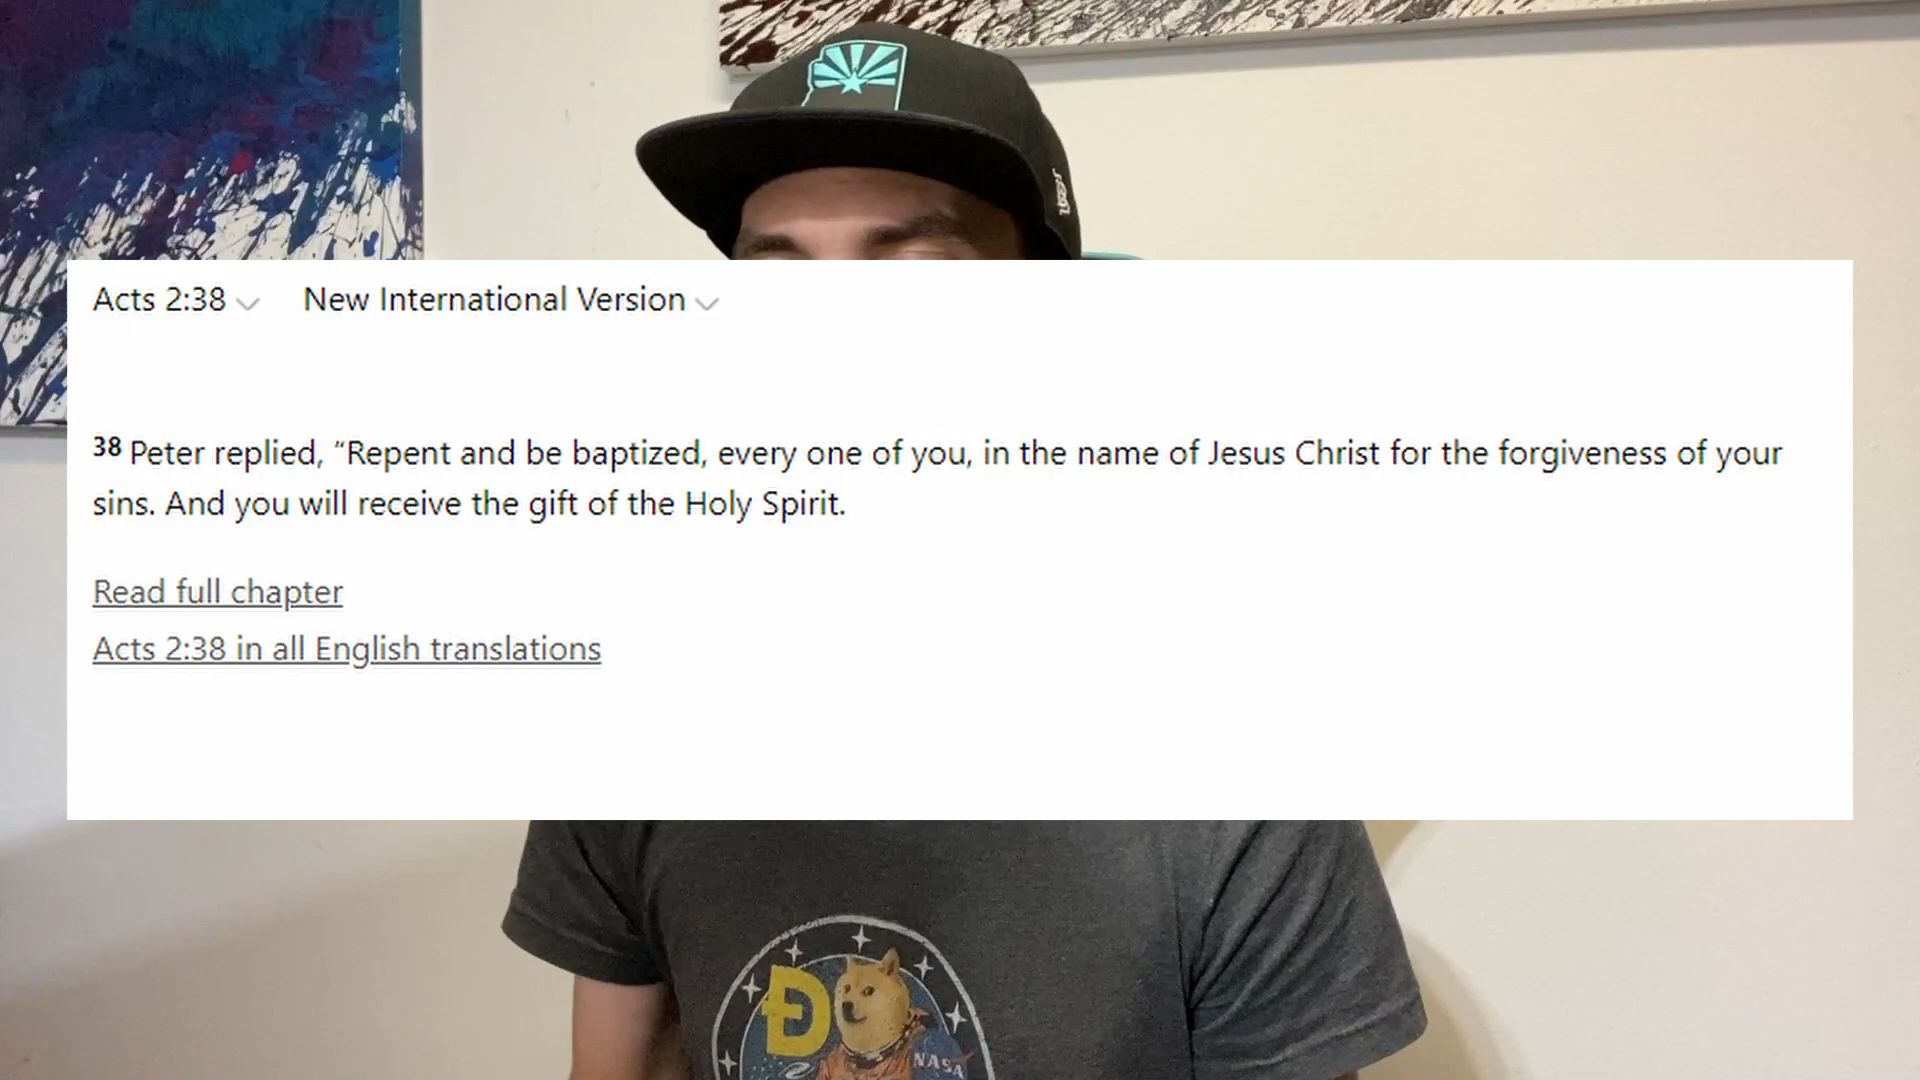 Acts 2:38 New International Version
38 Peter replied, “Repent and be baptized, every one of you, in the name of Jesus Christ for the forgiveness of your
sins. And you will receive the gift of the Holy Spirit.
Read full chapter
Acts 2:38 in all English translations
Ð
NASA